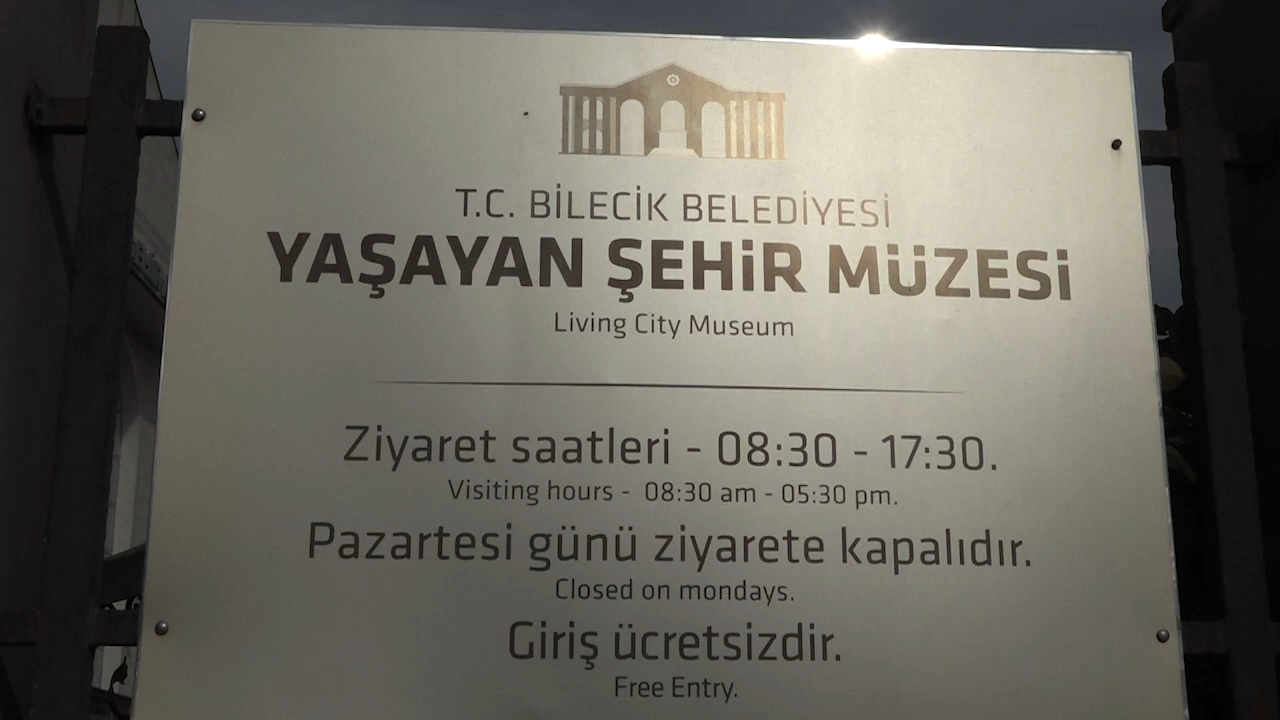 T.C. BİLECİK BELEDİYESİ
YAŞAYAN ŞEHİR MÜZESİ
Living City Museum
Ziyaret saatleri - 08:30 - 17:30.
Visiting hours - 08:30 am - 05:30 pm.
Pazartesi günü ziyarete kapalıdır.
Closed on mondays.
Giriş ücretsizdir.
Free Entry.